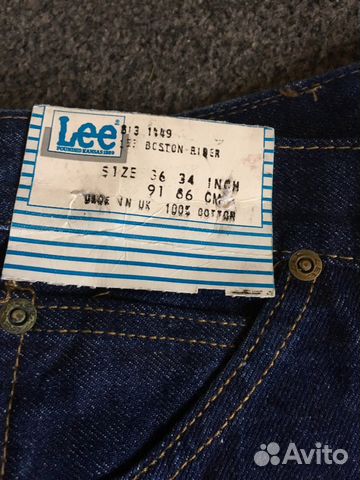 Lee
FOUNDED KANSAS 1889
813 1449
BOSTON-RIDER
SIZE 36 34 INCH
91 86 CM
MADE IN UK 100% COTTON
Avito